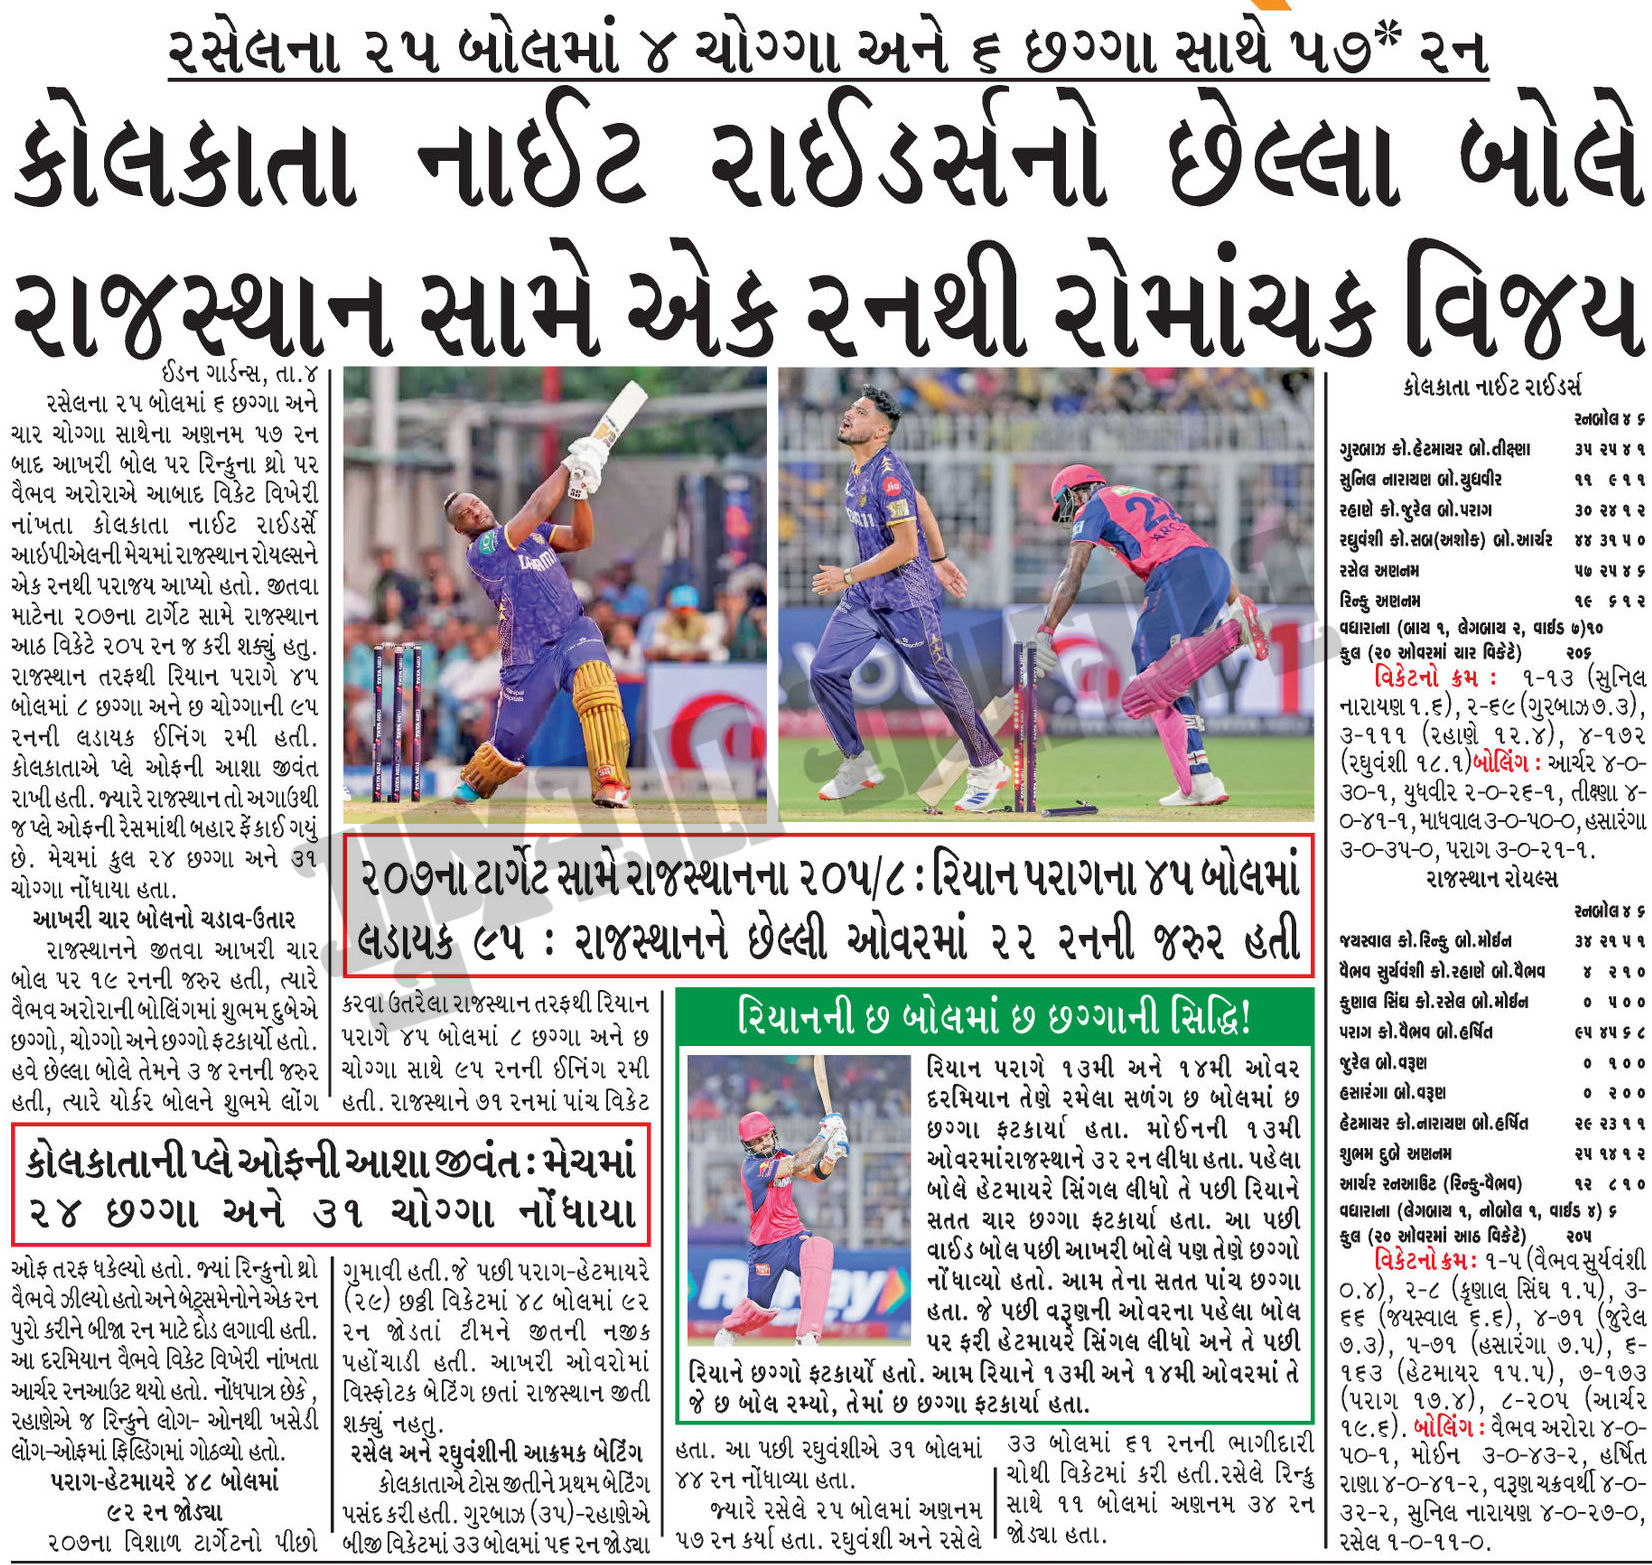 રસેલના ૨૫ બોલમાં ૪ ચોગ્ગા અને ૬ છગ્ગા સાથે ૫૭* રન
કોલકાતા નાઈટ રાઈડર્સનો છેલ્લા બોલે
રાજસ્થાન સામે એક રનથી રોમાંચક વિજય
ઈડન ગાર્ડન્સ, તા.૪
રસેલના ૨૫ બોલમાં ૬ છગ્ગા અને
ચાર ચોગ્ગા સાથેના અણનમ ૫૭ રન
બાદ આખરી બોલ પર રિન્કુના થ્રો પર
વૈભવ અરોરાએ આબાદ વિકેટ વિખેરી
નાંખતા કોલકાતા નાઈટ રાઈડર્સે
આઇપીએલની મેચમાં રાજસ્થાન રોયલ્સને
એક રનથી પરાજય આપ્યો હતો. જીતવા
માટેના ૨૦૭ના ટાર્ગેટ સામે રાજસ્થાન
આઠ વિકેટે ૨૦૫ રન જ કરી શક્યું હતુ.
રાજસ્થાન તરફથી રિયાન પરાગે ૪૫
બોલમાં ૮ છગ્ગા અને છ ચોગ્ગાની ૯૫
રનની લડાયક ઈનિંગ રમી હતી.
કોલકાતાએ પ્લે ઓફની આશા જીવંત
રાખી હતી. જ્યારે રાજસ્થાન તો અગાઉથી
જ પ્લે ઓફની રેસમાંથી બહાર ફેંકાઈ ગયું
છે. મેચમાં કુલ ૨૪ છગ્ગા અને ૩૧
ચોગ્ગા નોંધાયા હતા.
આખરી ચાર બોલનો ચડાવ-ઉતાર
રાજસ્થાનને જીતવા આખરી ચાર
બોલ પર ૧૯ રનની જરુર હતી, ત્યારે
વૈભવ અરોરાની બોલિંગમાં શુભમ દુબેએ
છગ્ગો, ચોગ્ગો અને છગ્ગો ફટકાર્યો હતો.
હવે છેલ્લા બોલે તેમને ૩ જ રનની જરુર
હતી, ત્યારે યોર્કર બોલને શુભમે લોંગ
કોલકાતાની પ્લે ઓફની આશા જીવંત : મેચમાં
૨૪ છગ્ગા અને ૩૧ ચોગ્ગા નોંધાયા
ઓફ તરફ ધકેલ્યો હતો. જ્યાં રિન્કુનો થ્રો
વૈભવે ઝીલ્યો હતો અને બેટ્સમેનોને એક રન
પુરો કરીને બીજા રન માટે દોડ લગાવી હતી.
આ દરમિયાન વૈભવે વિકેટ વિખેરી નાંખતા
આર્ચર રનઆઉટ થયો હતો. નોંધપાત્ર છેકે,
રહાણેએ જ રિન્કુને લોગ- ઓનથી ખસેડી
લોંગ-ઓફમાં ફિલ્ડિંગમાં ગોઠવ્યો હતો.
પરાગ-હેટમાયરે ૪૮ બોલમાં
૯૨ રન જોડ્યા
૨૦૭ના વિશાળ ટાર્ગેટનો પીછો
૨૦૭ના ટાર્ગેટ સામે રાજસ્થાનના ૨૦૫/૮ : રિયાન પરાગના ૪૫ બોલમાં
લડાયક ૯૫ : રાજસ્થાનને છેલ્લી ઓવરમાં ૨૨ રનની જરુર હતી
કરવા ઉતરેલા રાજસ્થાન તરફથી રિયાન
પરાગે ૪૫ બોલમાં ૮ છગ્ગા અને છ
ચોગ્ગા સાથે ૯૫ રનની ઈનિંગ રમી
હતી. રાજસ્થાને ૭૧ રનમાં પાંચ વિકેટ
ગુમાવી હતી.જે પછી પરાગ-હેટમાયરે
(૨૯) છઠ્ઠી વિકેટમાં ૪૮ બોલમાં ૯૨
રન જોડતાં ટીમને જીતની નજીક
પહોંચાડી હતી. આખરી ઓવરોમાં
વિસ્ફોટક બેટિંગ છતાં રાજસ્થાન જીતી
શક્યું નહતુ.
રસેલ અને રઘુવંશીની આક્રમક બેટિંગ
કોલકાતાએ ટોસ જીતીને પ્રથમ બેટિંગ
પસંદ કરી હતી. ગુરબાઝ (૩૫)-રહાણેએ
બીજી વિકેટમાં ૩૩ બોલમાં ૫૬ રન જોડ્યા
રિયાનની છ બોલમાં છ છગ્ગાની સિદ્ધિ!
રિયાન પરાગે ૧૩મી અને ૧૪મી ઓવર
દરમિયાન તેણે રમેલા સળંગ છ બોલમાં છ
છગ્ગા ફટકાર્યા હતા. મોઈનની ૧૩મી
ઓવરમાં રાજસ્થાને ૩૨ રન લીધા હતા. પહેલા
બોલે હેટમાયરે સિંગલ લીધો તે પછી રિયાને
સતત ચાર છગ્ગા ફટકાર્યા હતા. આ પછી
વાઈડ બોલ પછી આખરી બોલે પણ તેણે છગ્ગો
નોંધાવ્યો હતો. આમ તેના સતત પાંચ છગ્ગા
હતા. જે પછી વરૂણની ઓવરના પહેલા બોલ
પર ફરી હેટમાયરે સિંગલ લીધો અને તે પછી
રિયાને છગ્ગો ફટકાર્યો હતો. આમ રિયાને ૧૩મી અને ૧૪મી ઓવરમાં તે
જે છ બોલ રમ્યો, તેમાં છ છગ્ગા ફટકાર્યા હતા.
હતા. આ પછી રઘુવંશીએ ૩૧ બોલમાં
૪૪ રન નોંધાવ્યા હતા.
જ્યારે રસેલે ૨૫ બોલમાં અણનમ
૫૭ રન કર્યા હતા. રઘુવંશી અને રસેલે
૩૩ બોલમાં ૬૧ રનની ભાગીદારી
ચોથી વિકેટમાં કરી હતી.રસેલે રિન્કુ
સાથે ૧૧ બોલમાં અણનમ ૩૪ રન
જોડ્યા હતા.
કોલકાતા નાઈટ રાઈડર્સ
રન બોલ ૪ ૬
ગુરબાઝ કો.હેટમાયર બો.તીક્ષ્ણા ૩૫ ૨૫ ૪ ૧
સુનિલ નારાયણ બો.યુધવીર ૧૧ ૯ ૧ ૧
રહાણે કો.જુરેલ બો.પરાગ ૩૦ ૨૪ ૧ ૨
રઘુવંશી કો.સબ(અશોક) બો.આર્ચર ૪૪ ૩૧ ૫ ૦
રસેલ અણનમ ૫૭ ૨૫ ૪ ૬
રિન્કુ અણનમ ૧૯ ૬ ૧ ૨
વધારાના (બાય ૧, લેગબાય ૨, વાઈડ ૭)૧૦
કુલ (૨૦ ઓવરમાં ચાર વિકેટે) ૨૦૬
વિકેટનો ક્રમ : ૧-૧૩ (સુનિલ
નારાયણ ૧.૬), ૨-૬૯ (ગુરબાઝ ૭.૩),
૩-૧૧૧ (રહાણે ૧૨.૪), ૪-૧૭૨
(રઘુવંશી ૧૮.૧)બોલિંગ : આર્ચર ૪-૦-
૩૦-૧, યુધવીર ૨-૦-૨૬-૧, તીક્ષ્ણા ૪-
૦-૪૧-૧, માધવાલ ૩-૦-૫૦-૦, હસારંગા
૩-૦-૩૫-૦, પરાગ ૩-૦-૨૧-૧.
રાજસ્થાન રોયલ્સ
રન બોલ ૪ ૬
જયસ્વાલ કો.રિન્કુ બો.મોઈન ૩૪ ૨૧ ૫ ૧
વૈભવ સુર્યવંશી કો.રહાણે બો.વૈભવ ૪ ૨ ૧ ૦
કુણાલ સિંઘ કો.રસેલ બો.મોઈન ૦ ૫ ૦ ૦
પરાગ કો.વૈભવ બો.હર્ષિત ૯૫ ૪૫ ૬ ૮
જુરેલ બો.વરૂણ ૦ ૧ ૦ ૦
હસારંગા બો.વરૂણ ૦ ૨ ૦ ૦
હેટમાયર કો.નારાયણ બો.હર્ષિત ૨૯ ૨૩ ૧ ૧
શુભમ દુબે અણનમ ૨૫ ૧૪ ૧ ૨
આર્ચર રનઆઉટ (રિન્કુ-વૈભવ) ૧૨ ૮ ૧ ૦
વધારાના (લેગબાય ૧, નોબોલ ૧, વાઈડ ૪) ૬
કુલ (૨૦ ઓવરમાં આઠ વિકેટે) ૨૦૫
વિકેટનો ક્રમ : ૧-૫ (વૈભવ સુર્યવંશી
૦.૪), ૨-૮ (કૃણાલ સિંઘ ૧.૫), ૩-
૬૬ (જયસ્વાલ ૬.૬), ૪-૭૧ (જુરેલ
૭.૩), ૫-૭૧ (હસારંગા ૭.૫), ૬-
૧૬૩ (હેટમાયર ૧૫.૫), ૭-૧૭૩
(પરાગ ૧૭.૪), ૮-૨૦૫ (આર્ચર
૧૯.૬). બોલિંગ : વૈભવ અરોરા ૪-૦-
૫૦-૧, મોઈન ૩-૦-૪૩-૨, હર્ષિત
રાણા ૪-૦-૪૧-૨, વરૂણ ચક્રવર્થી ૪-૦-
૩૨-૨, સુનિલ નારાયણ ૪-૦-૨૭-૦,
રસેલ ૧-૦-૧૧-૦.